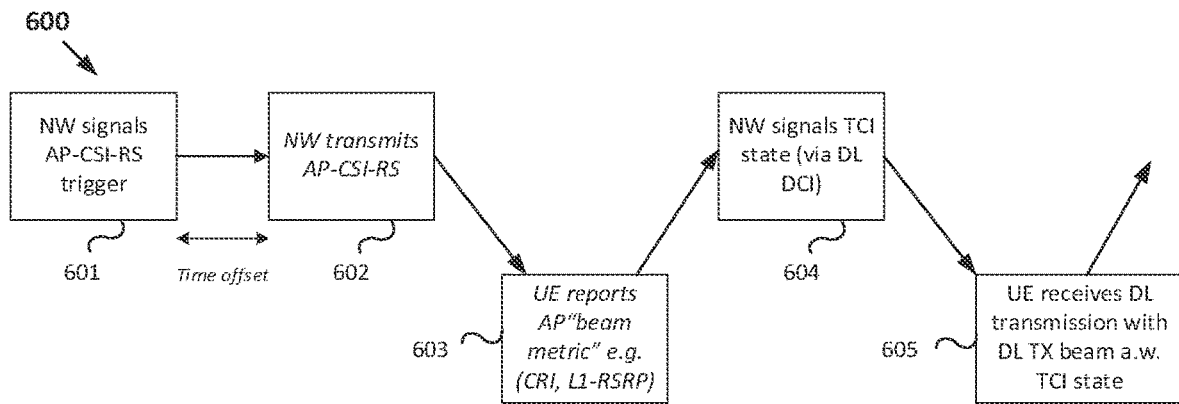 600
NW signals
AP-CSI-RS
trigger
NW transmits
AP-CSI-RS
NW signals TCI
state (via DL
DCI)
601
Time offset
602
604
UE reports
AP“beam
metric” e.g.
(CRI, L1-RSRP)
603
UE receives DL
transmission with
DL TX beam a.w.
TCI state
605